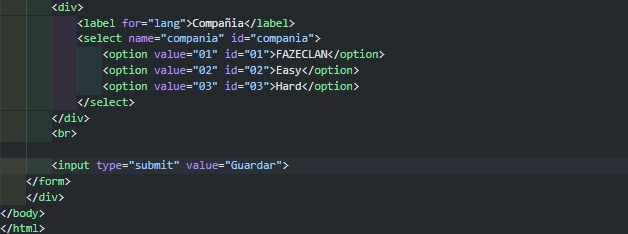 <div>
<label for="lang">Compañia</label>
<select name="compania" id="compania">
<option value="01" id="01">FAZECLAN</option>
<option value="02" id="02">Easy</option>
<option value="03" id="03">Hard</option>
</select>
</div>
<br>
<input type="submit" value="Guardar">
</form>
</div>
</body>
</html>